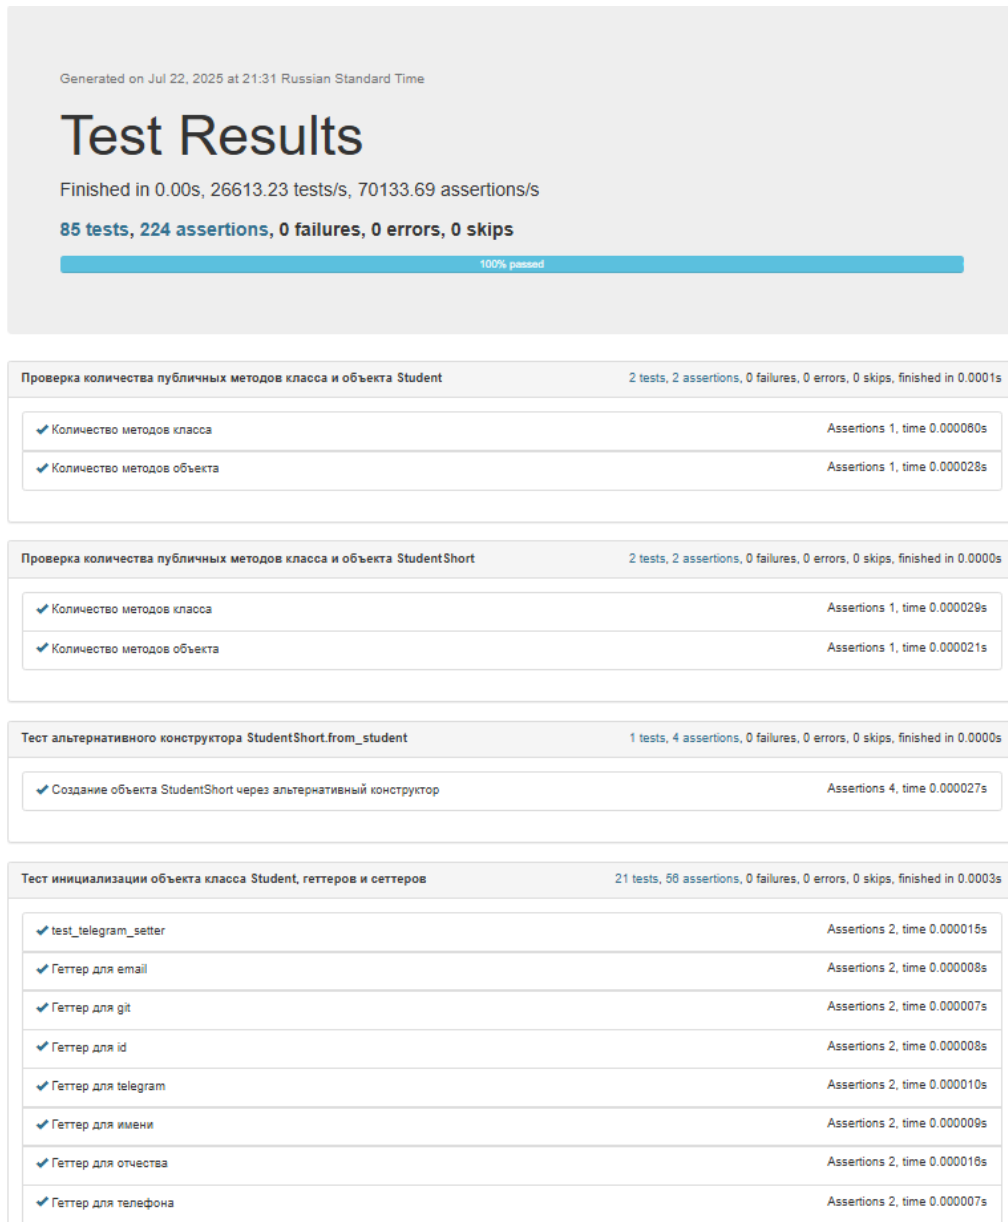 Generated on Jul 22, 2025 at 21:31 Russian Standard Time
Test Results
Finished in 0.00s, 26613.23 tests/s, 70133.69 assertions/s
85 tests, 224 assertions, 0 failures, 0 errors, 0 skips
100% passed
Проверка количества публичных методов класса и объекта Student 2 tests, 2 assertions, 0 failures, 0 errors, 0 skips, finished in 0.0001s
Количество методов класса Assertions 1, time 0.000060s
Количество методов объекта Assertions 1, time 0.000028s
Проверка количества публичных методов класса и объекта StudentShort 2 tests, 2 assertions, 0 failures, 0 errors, 0 skips, finished in 0.0000s
Количество методов класса Assertions 1, time 0.000029s
Количество методов объекта Assertions 1, time 0.000021s
Тест альтернативного конструктора StudentShort.from_student 1 tests, 4 assertions, 0 failures, 0 errors, 0 skips, finished in 0.0000s
Создание объекта StudentShort через альтернативный конструктор Assertions 4, time 0.000027s
Тест инициализации объекта класса Student, геттеров и сеттеров 21 tests, 56 assertions, 0 failures, 0 errors, 0 skips, finished in 0.0003s
test_telegram_setter Assertions 2, time 0.000015s
Геттер для email Assertions 2, time 0.000008s
Геттер для git Assertions 2, time 0.000007s
Геттер для id Assertions 2, time 0.000008s
Геттер для telegram Assertions 2, time 0.000010s
Геттер для имени Assertions 2, time 0.000009s
Геттер для отчества Assertions 2, time 0.000016s
Геттер для телефона Assertions 2, time 0.000007s